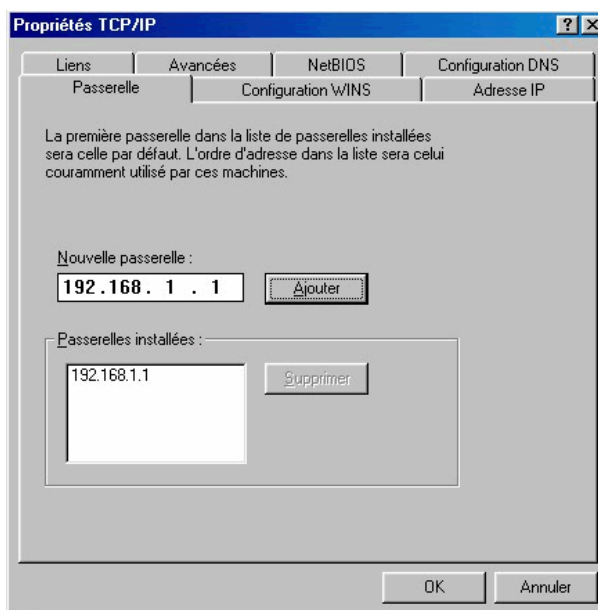 Propriétés TCP/IP
Liens Avancées NetBIOS Configuration DNS
Passerelle Configuration WINS Adresse IP
La première passerelle dans la liste de passerelles installées
sera celle par défaut. L'ordre d'adresse dans la liste sera celui
couramment utilisé par ces machines.
Nouvelle passerelle :
192.168. 1 . 1 Ajouter
Passerelles installées :
192.168.1.1 Supprimer
OK Annuler